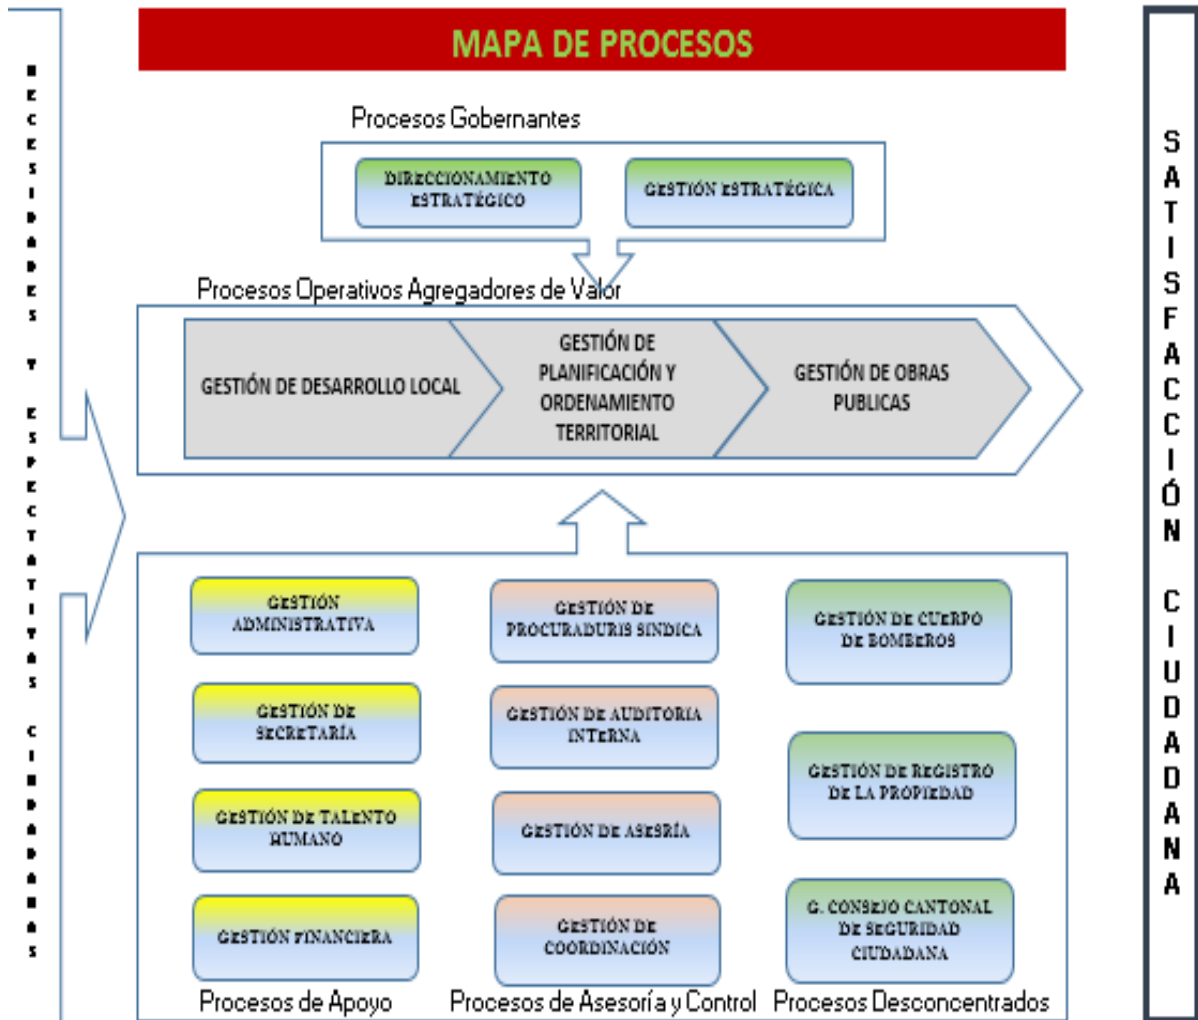 MAPA DE PROCESOS
NECESIDADES Y ESPECTATIVAS CIUDADANAS
Procesos Gobernantes
DIRECCIONAMIENTO
ESTRATÉGICO
GESTIÓN ESTRATÉGICA
Procesos Operativos Agregadores de Valor
GESTIÓN DE DESARROLLO LOCAL
GESTIÓN DE
PLANIFICACIÓN Y
ORDENAMIENTO
TERRITORIAL
GESTIÓN DE OBRAS
PUBLICAS
GESTIÓN
ADMINISTRATIVA
GESTIÓN DE
SECRETARÍA
GESTIÓN DE TALENTO
HUMANO
GESTIÓN FINANCIERA
Procesos de Apoyo
GESTIÓN DE
PROCURADURIS SINDICA
GESTIÓN DE AUDITORIA
INTERNA
GESTIÓN DE ASESRÍA
GESTIÓN DE
COORDINACIÓN
Procesos de Asesoría y Control
GESTIÓN DE CUERPO
DE BOMBEROS
GESTIÓN DE REGISTRO
DE LA PROPIEDAD
G. CONSEJO CANTONAL
DE SEGURIDAD
CIUDADANA
Procesos Desconcentrados
SATISFACCIÓN CIUDADANA